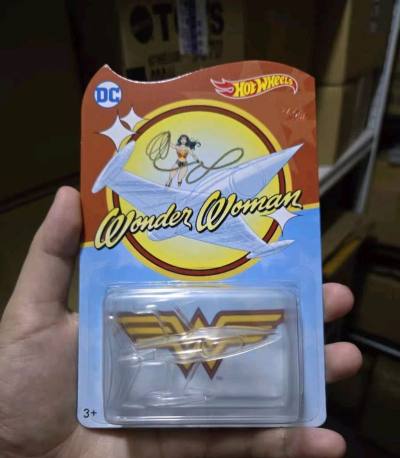 DC
Hot Wheels
Wonder Woman
3+